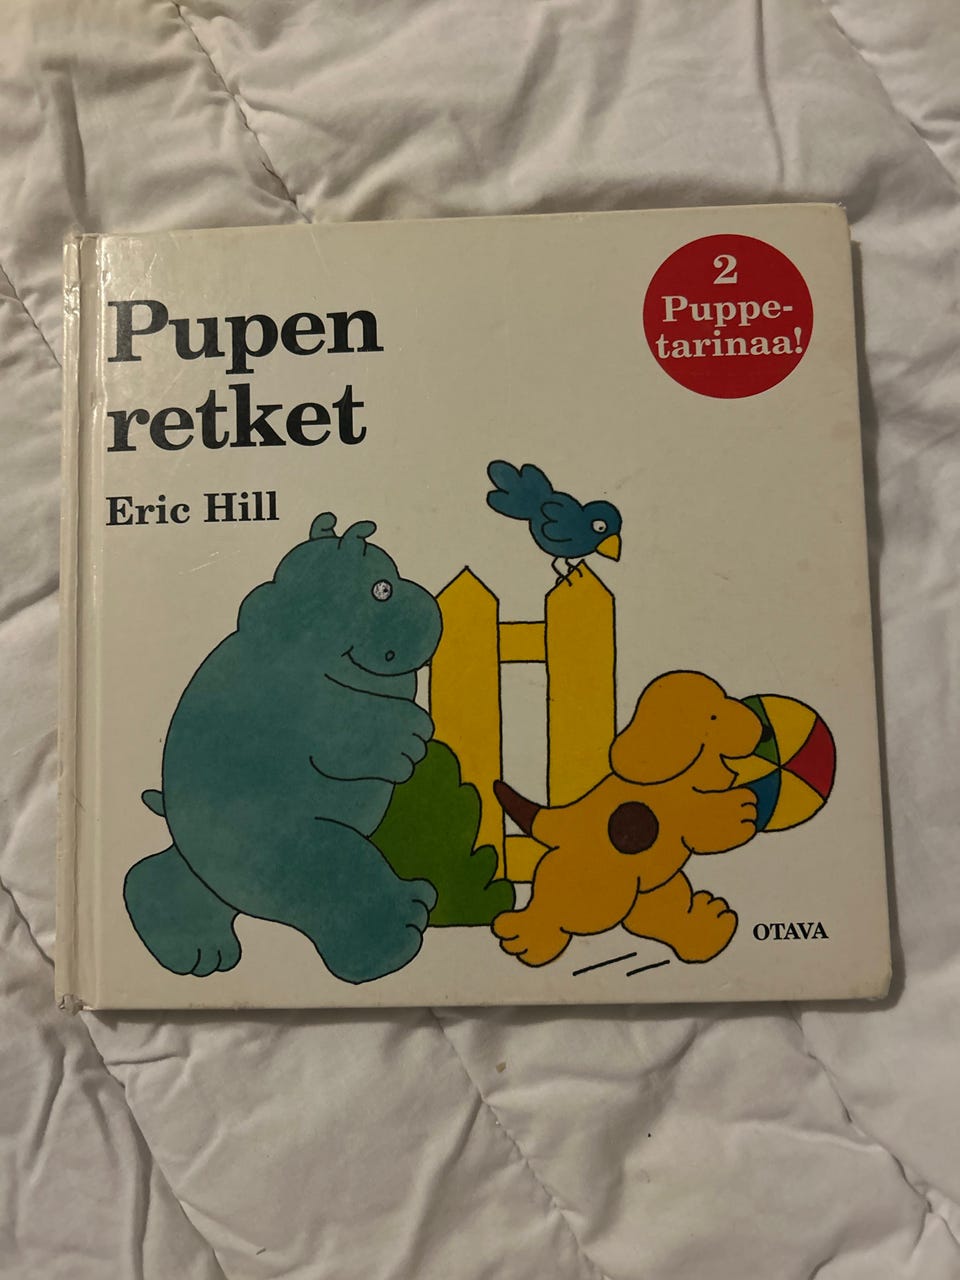 Pupen
retket
Eric Hill
2
Puppe-
tarinaa!
OTAVA